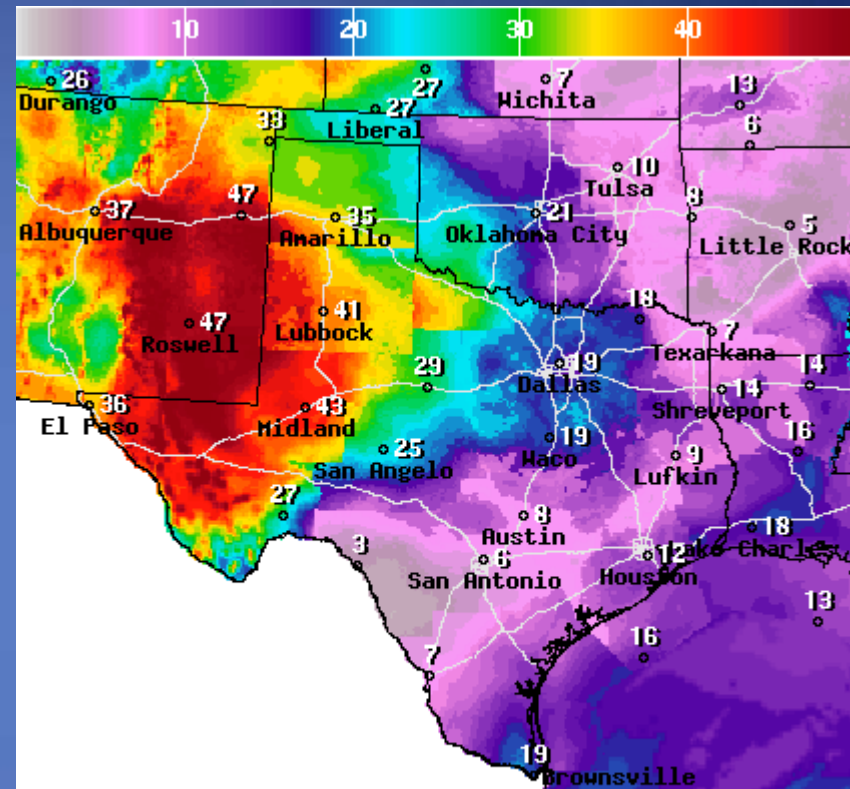 10 20 30 40
26 27 7 13
Durango Wichita
27
38 Liberal 6
10
Tulsa
37 47 35 21 8 5
Albuquerque Amarillo Oklahoma City Little Rock
41 18
47 Lubbock 7
Roswell Texarkana
29 19 14 14
Dallas Shreveport
36 43
El Paso Midland
25 19 9 16
San Angelo Waco Lufkin
27 8 18
Austin
3 6 12 Lake Charle
San Antonio Houston
13
7 16
19
Brownsville